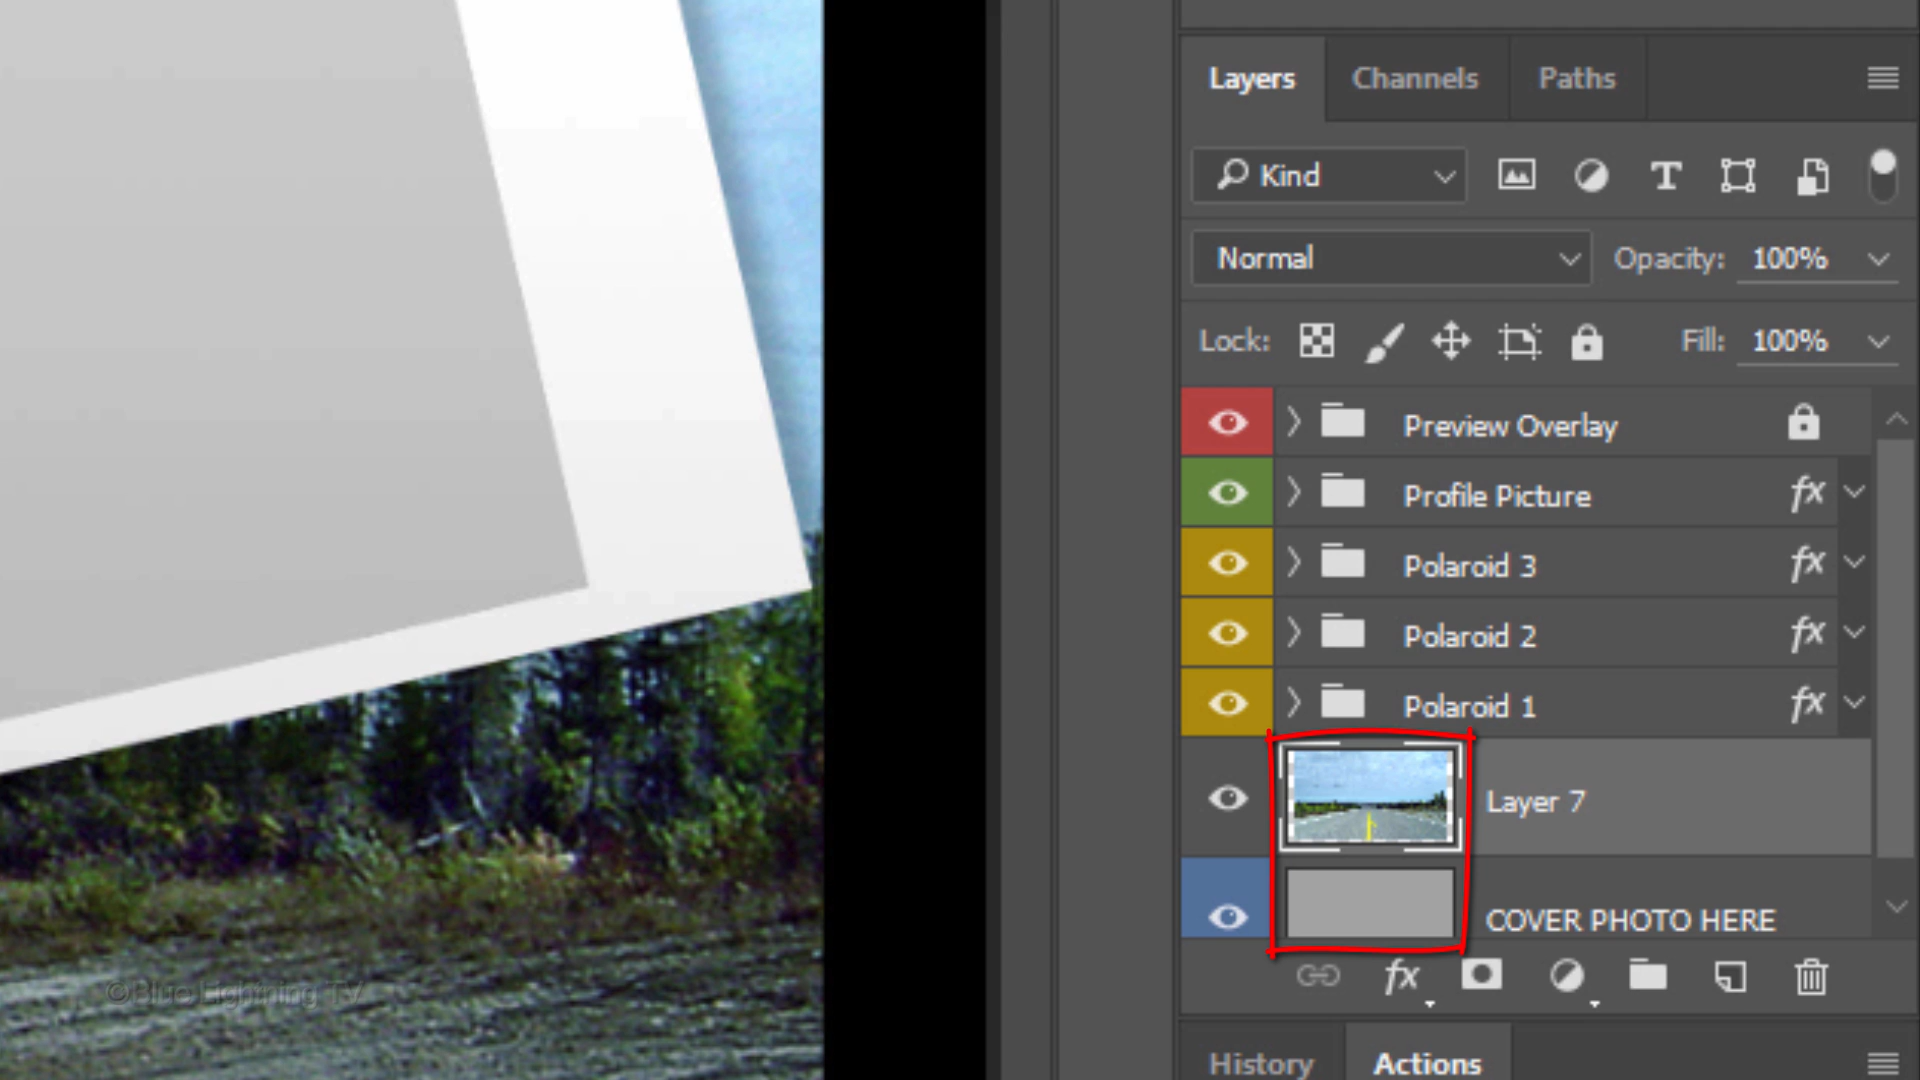 Layers Channels Paths
Kind T
Normal Opacity: 100%
Lock: Fill: 100%
Preview Overlay
Profile Picture fx
Polaroid 3 fx
Polaroid 2 fx
Polaroid 1 fx
Layer 7
COVER PHOTO HERE
fx
©Blue Lightning TV
History Actions